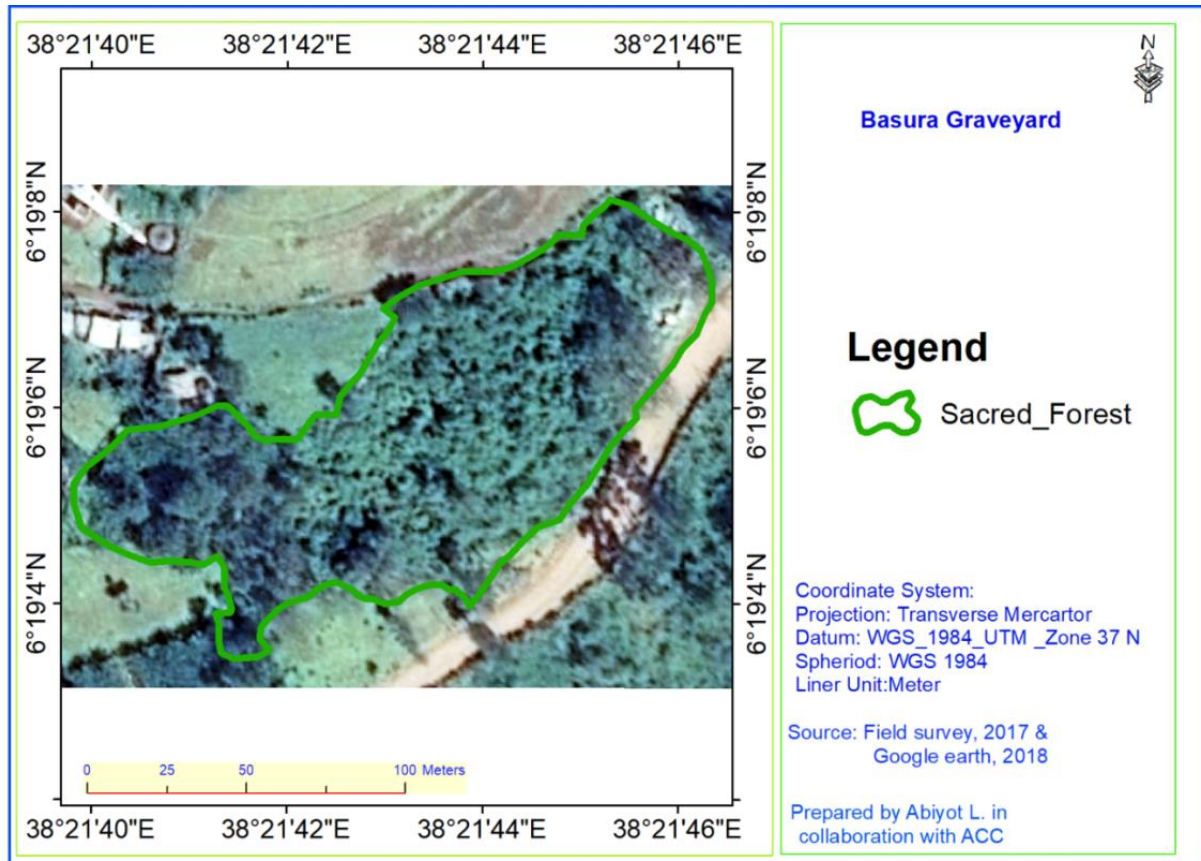 38°21'40"E 38°21'42"E 38°21'44"E 38°21'46"E
6°19'8"N
6°19'6"N
6°19'4"N
6°19'8"N
6°19'6"N
6°19'4"N
0 25 50 100 Meters
38°21'40"E 38°21'42"E 38°21'44"E 38°21'46"E
N
Basura Graveyard
Legend
Sacred_Forest
Coordinate System:
Projection: Transverse Mercartor
Datum: WGS_1984_UTM _Zone 37 N
Spheriod: WGS 1984
Liner Unit:Meter
Source: Field survey, 2017 &
Google earth, 2018
Prepared by Abiyot L. in
collaboration with ACC